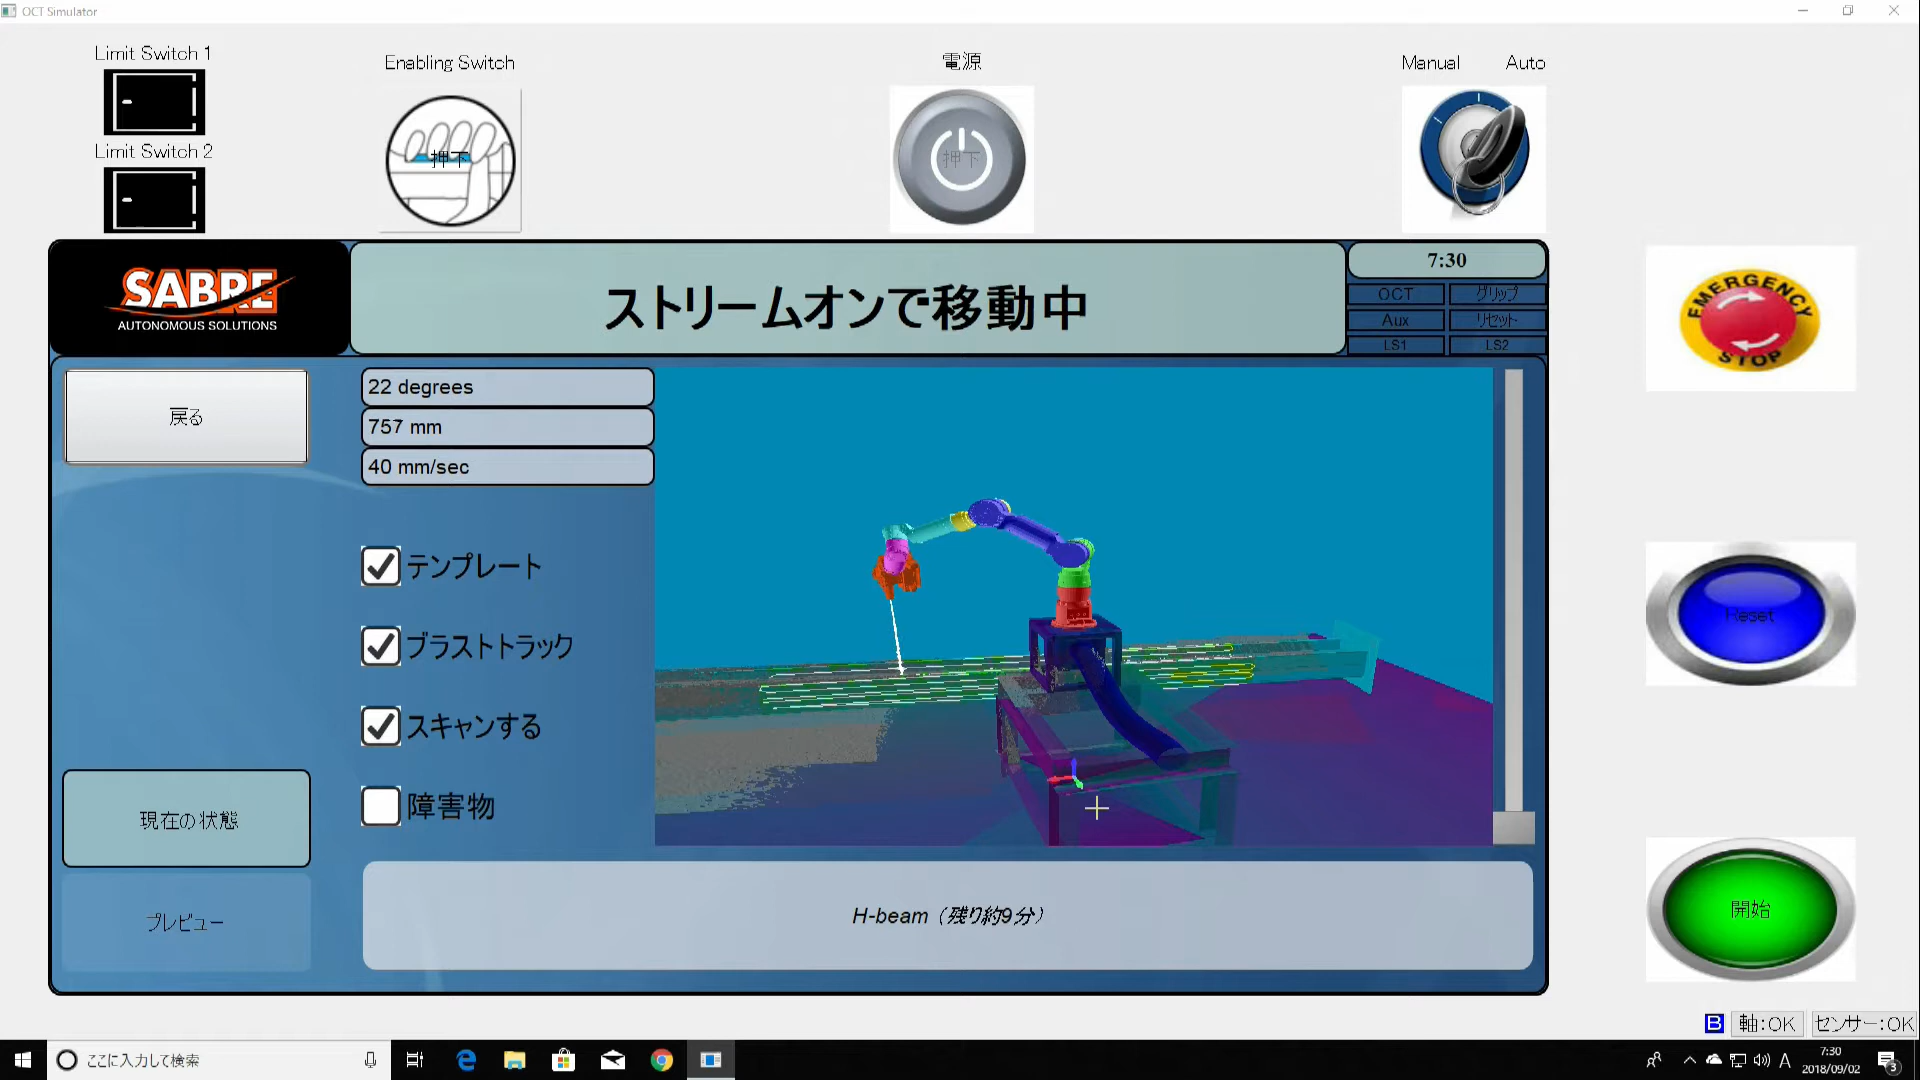 OCT Simulator
Limit Switch 1
Limit Switch 2
Enabling Switch
押下
電源
押下
Manual Auto
SABRE
AUTONOMOUS SOLUTIONS
ストリームオンで移動中
7:30
OCT グリップ
Aux リセット
LS1 LS2
EMERGENCY
STOP
戻る
22 degrees
757 mm
40 mm/sec
テンプレート
ブラストトラック
スキャンする
障害物
現在の状態
プレビュー
H-beam（残り約9分）
Reset
開始
B 軸：OK センサー：OK
ここに入力して検索
A
7:30
2018/09/02
3